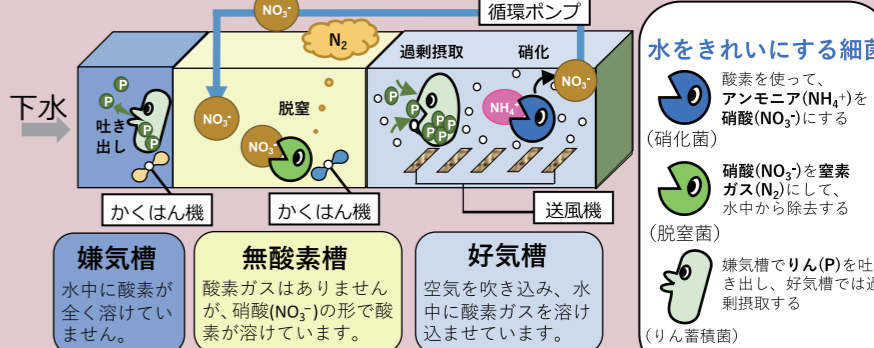 NO₃⁻
循環ポンプ
N₂
過剰摂取
硝化
水をきれいにする細菌
下水
P
P
吐き
出し
P
P
NO₃⁻
脱窒
NO₃⁻
P
P
P
P
P
P
P
NH₄⁺
NO₃⁻
酸素を使って、
アンモニア(NH₄⁺)を
硝酸(NO₃⁻)にする
(硝化菌)
かくはん機
かくはん機
送風機
硝酸(NO₃⁻)を窒素
ガス(N₂)にして、
水中から除去する
(脱窒菌)
嫌気槽
水中に酸素が
全く溶けてい
ません。
無酸素槽
酸素ガスはありません
が、硝酸(NO₃⁻)の形で酸
素が溶けています。
好気槽
空気を吹き込み、水
中に酸素ガスを溶け
込ませています。
嫌気槽でりん(P)を吐
き出し、好気槽では過
剰摂取する
(りん蓄積菌)